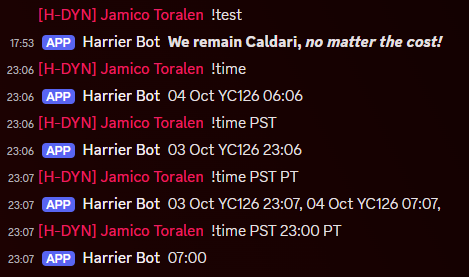 [H-DYN] Jamico Toralen !test
17:53 APP Harrier Bot We remain Caldari, no matter the cost!
23:06 [H-DYN] Jamico Toralen !time
23:06 APP Harrier Bot 04 Oct YC126 06:06
23:06 [H-DYN] Jamico Toralen !time PST
23:06 APP Harrier Bot 03 Oct YC126 23:06
23:07 [H-DYN] Jamico Toralen !time PST PT
23:07 APP Harrier Bot 03 Oct YC126 23:07, 04 Oct YC126 07:07,
23:07 [H-DYN] Jamico Toralen !time PST 23:00 PT
23:07 APP Harrier Bot 07:00